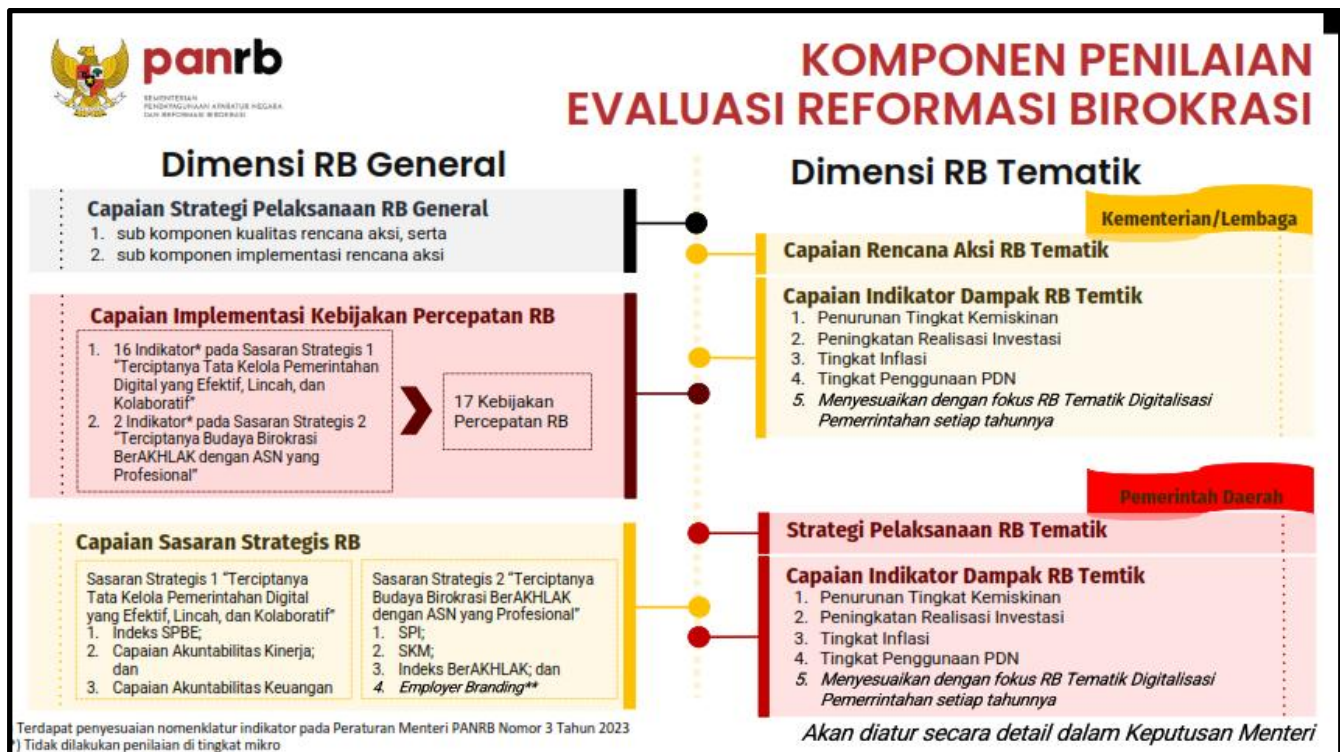 panrb
KEMENTERIAN
PENDAYAGUNAAN APARATUR NEGARA
DAN REFORMASI BIROKRASI
KOMPONEN PENILAIAN
EVALUASI REFORMASI BIROKRASI
Dimensi RB General
Capaian Strategi Pelaksanaan RB General
1. sub komponen kualitas rencana aksi, serta
2. sub komponen implementasi rencana aksi
Capaian Implementasi Kebijakan Percepatan RB
1. 16 Indikator* pada Sasaran Strategis 1
"Terciptanya Tata Kelola Pemerintahan
Digital yang Efektif, Lincah, dan
Kolaboratif"
2. 2 Indikator* pada Sasaran Strategis 2
"Terciptanya Budaya Birokrasi
BerAKHLAK dengan ASN yang
Profesional"
17 Kebijakan
Percepatan RB
Capaian Sasaran Strategis RB
Sasaran Strategis 1 "Terciptanya
Tata Kelola Pemerintahan Digital
yang Efektif, Lincah, dan Kolaboratif"
1. Indeks SPBE;
2. Capaian Akuntabilitas Kinerja;
dan
3. Capaian Akuntabilitas Keuangan
Sasaran Strategis 2 "Terciptanya
Budaya Birokrasi BerAKHLAK
dengan ASN yang Profesional"
1. SPI;
2. SKM;
3. Indeks BerAKHLAK; dan
4. Employer Branding**
Terdapat penyesuaian nomenklatur indikator pada Peraturan Menteri PANRB Nomor 3 Tahun 2023
*) Tidak dilakukan penilaian di tingkat mikro
Dimensi RB Tematik
Kementerian/Lembaga
Capaian Rencana Aksi RB Tematik
Capaian Indikator Dampak RB Temtik
1. Penurunan Tingkat Kemiskinan
2. Peningkatan Realisasi Investasi
3. Tingkat Inflasi
4. Tingkat Penggunaan PDN
5. Menyesuaikan dengan fokus RB Tematik Digitalisasi
Pemerrintahan setiap tahunnya
Pemerintah Daerah
Strategi Pelaksanaan RB Tematik
Capaian Indikator Dampak RB Temtik
1. Penurunan Tingkat Kemiskinan
2. Peningkatan Realisasi Investasi
3. Tingkat Inflasi
4. Tingkat Penggunaan PDN
5. Menyesuaikan dengan fokus RB Tematik Digitalisasi
Pemerrintahan setiap tahunnya
Akan diatur secara detail dalam Keputusan Menteri